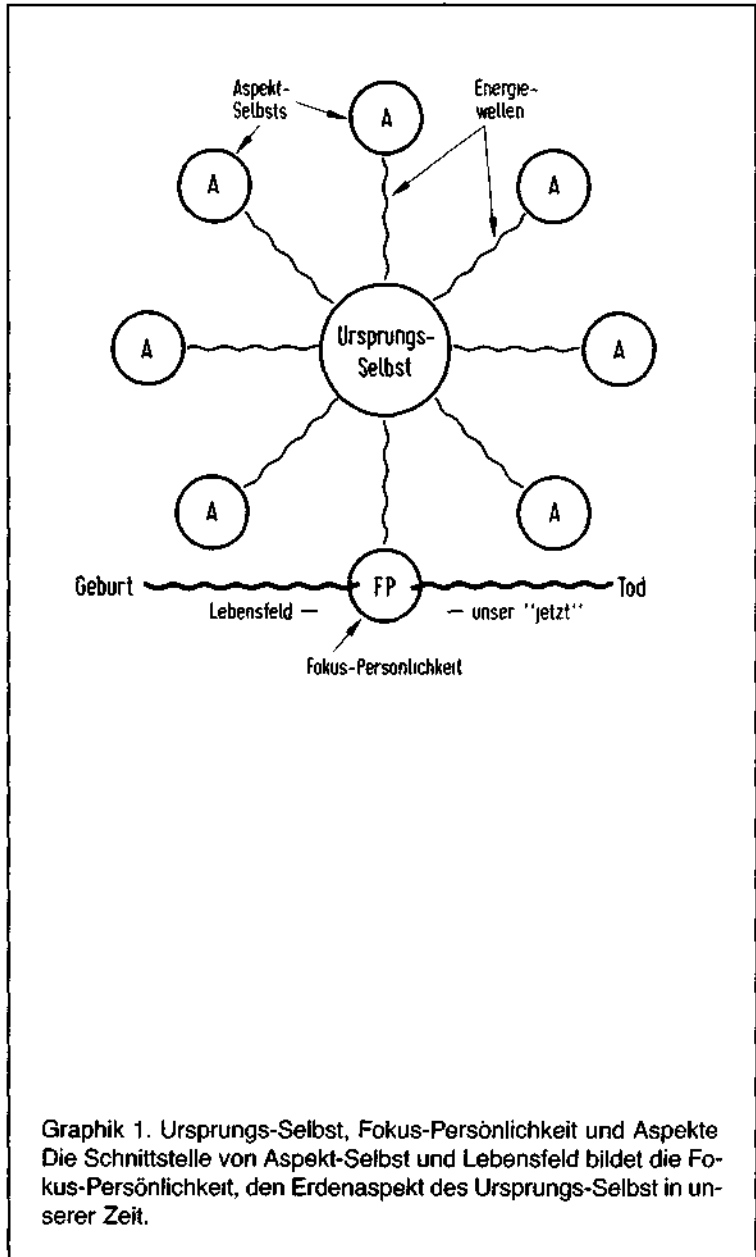 Aspekt-
Selbsts
Energie-
wellen
A
A
A
A
Ursprungs-
Selbst
A
A
A
Geburt
FP
Tod
Lebensfeld —
— unser "jetzt"
Fokus-Personlichkeit
Graphik 1. Ursprungs-Selbst, Fokus-Persönlichkeit und Aspekte
Die Schnittstelle von Aspekt-Selbst und Lebensfeld bildet die Fo-
kus-Persönlichkeit, den Erdenaspekt des Ursprungs-Selbst in un-
serer Zeit.